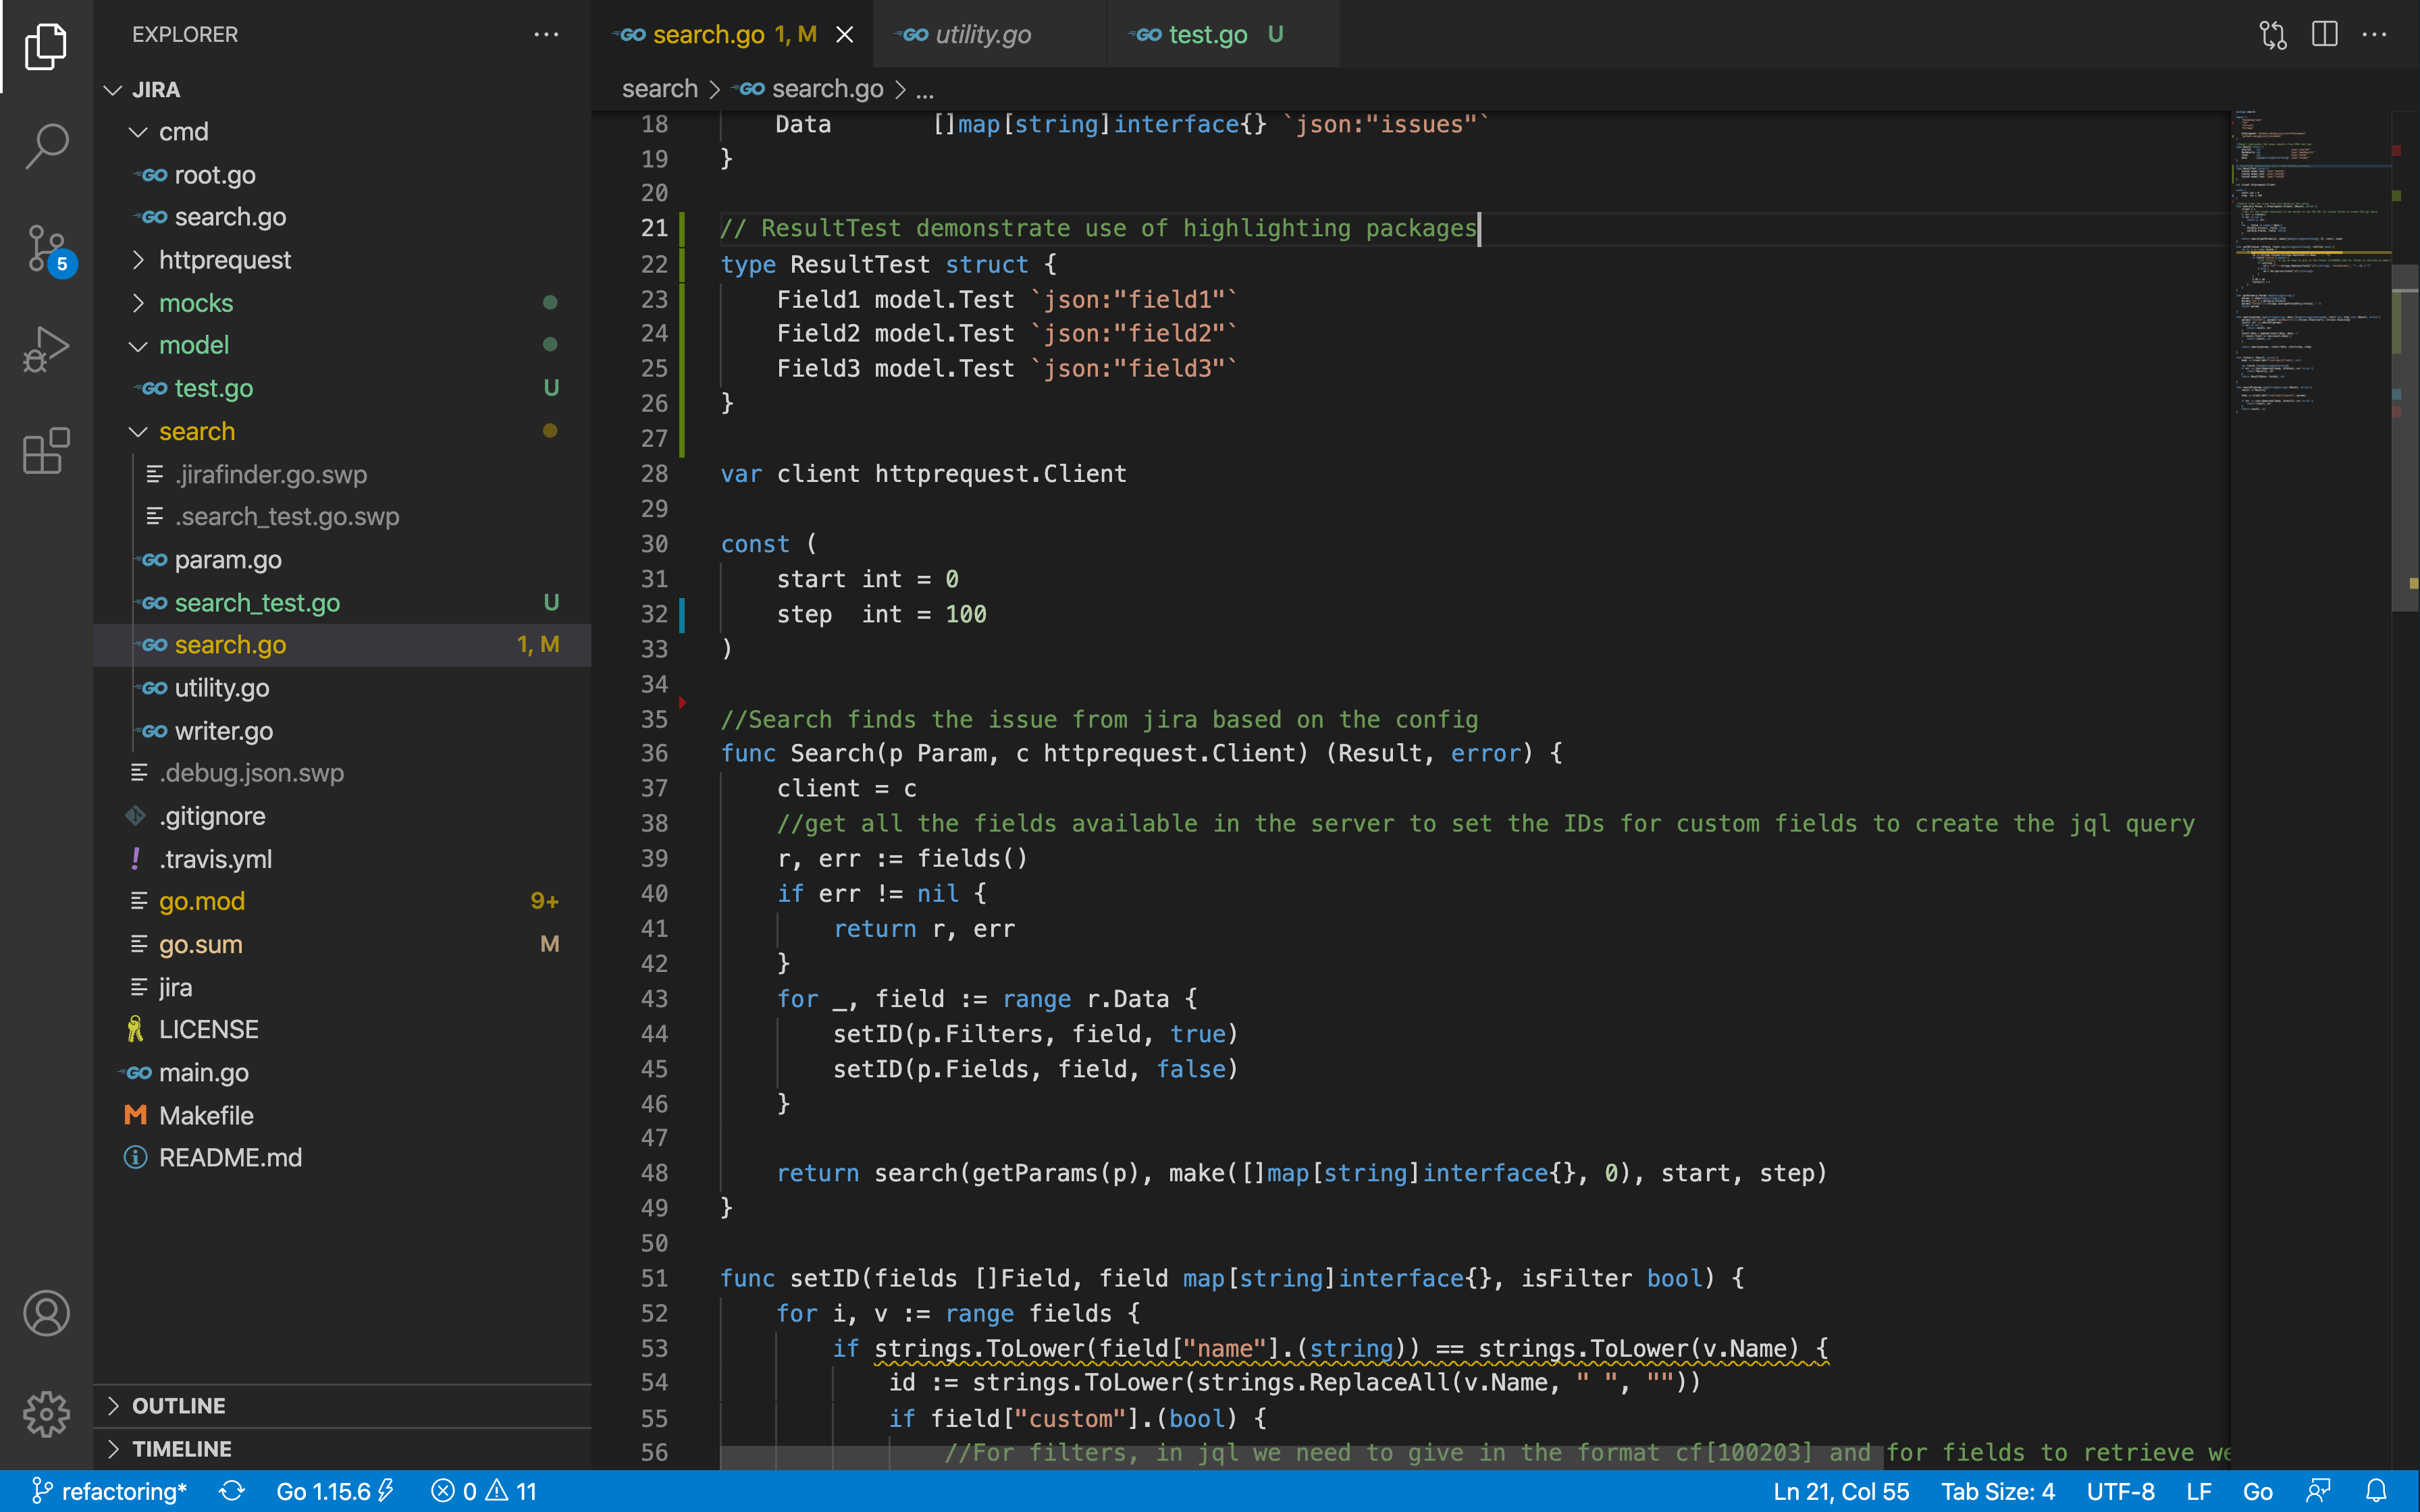 EXPLORER
JIRA
cmd
GO root.go
GO search.go
httprequest
mocks
model
GO test.go U
search
.jirafinder.go.swp
.search_test.go.swp
GO param.go
GO search_test.go U
GO search.go 1, M
GO utility.go
GO writer.go
.debug.json.swp
.gitignore
! .travis.yml
go.mod 9+
go.sum M
jira
LICENSE
GO main.go
M Makefile
README.md
OUTLINE
TIMELINE
5
GO search.go 1, M
GO utility.go
GO test.go U
search > GO search.go > ...
18 Data []map[string]interface{} `json:"issues"`
19 }
20
21 // ResultTest demonstrate use of highlighting packages
22 type ResultTest struct {
23 Field1 model.Test `json:"field1"`
24 Field2 model.Test `json:"field2"`
25 Field3 model.Test `json:"field3"`
26 }
27
28 var client httprequest.Client
29
30 const (
31 start int = 0
32 step int = 100
33 )
34
35 //Search finds the issue from jira based on the config
36 func Search(p Param, c httprequest.Client) (Result, error) {
37 client = c
38 //get all the fields available in the server to set the IDs for custom fields to create the jql query
39 r, err := fields()
40 if err != nil {
41 return r, err
42 }
43 for _, field := range r.Data {
44 setID(p.Filters, field, true)
45 setID(p.Fields, field, false)
46 }
47
48 return search(getParams(p), make([]map[string]interface{}, 0), start, step)
49 }
50
51 func setID(fields []Field, field map[string]interface{}, isFilter bool) {
52 for i, v := range fields {
53 if strings.ToLower(field["name"].(string)) == strings.ToLower(v.Name) {
54 id := strings.ToLower(strings.ReplaceAll(v.Name, " ", ""))
55 if field["custom"].(bool) {
56 //For filters, in jql we need to give in the format cf[100203] and for fields to retrieve we
refactoring* Go 1.15.6 0 11 Ln 21, Col 55 Tab Size: 4 UTF-8 LF Go